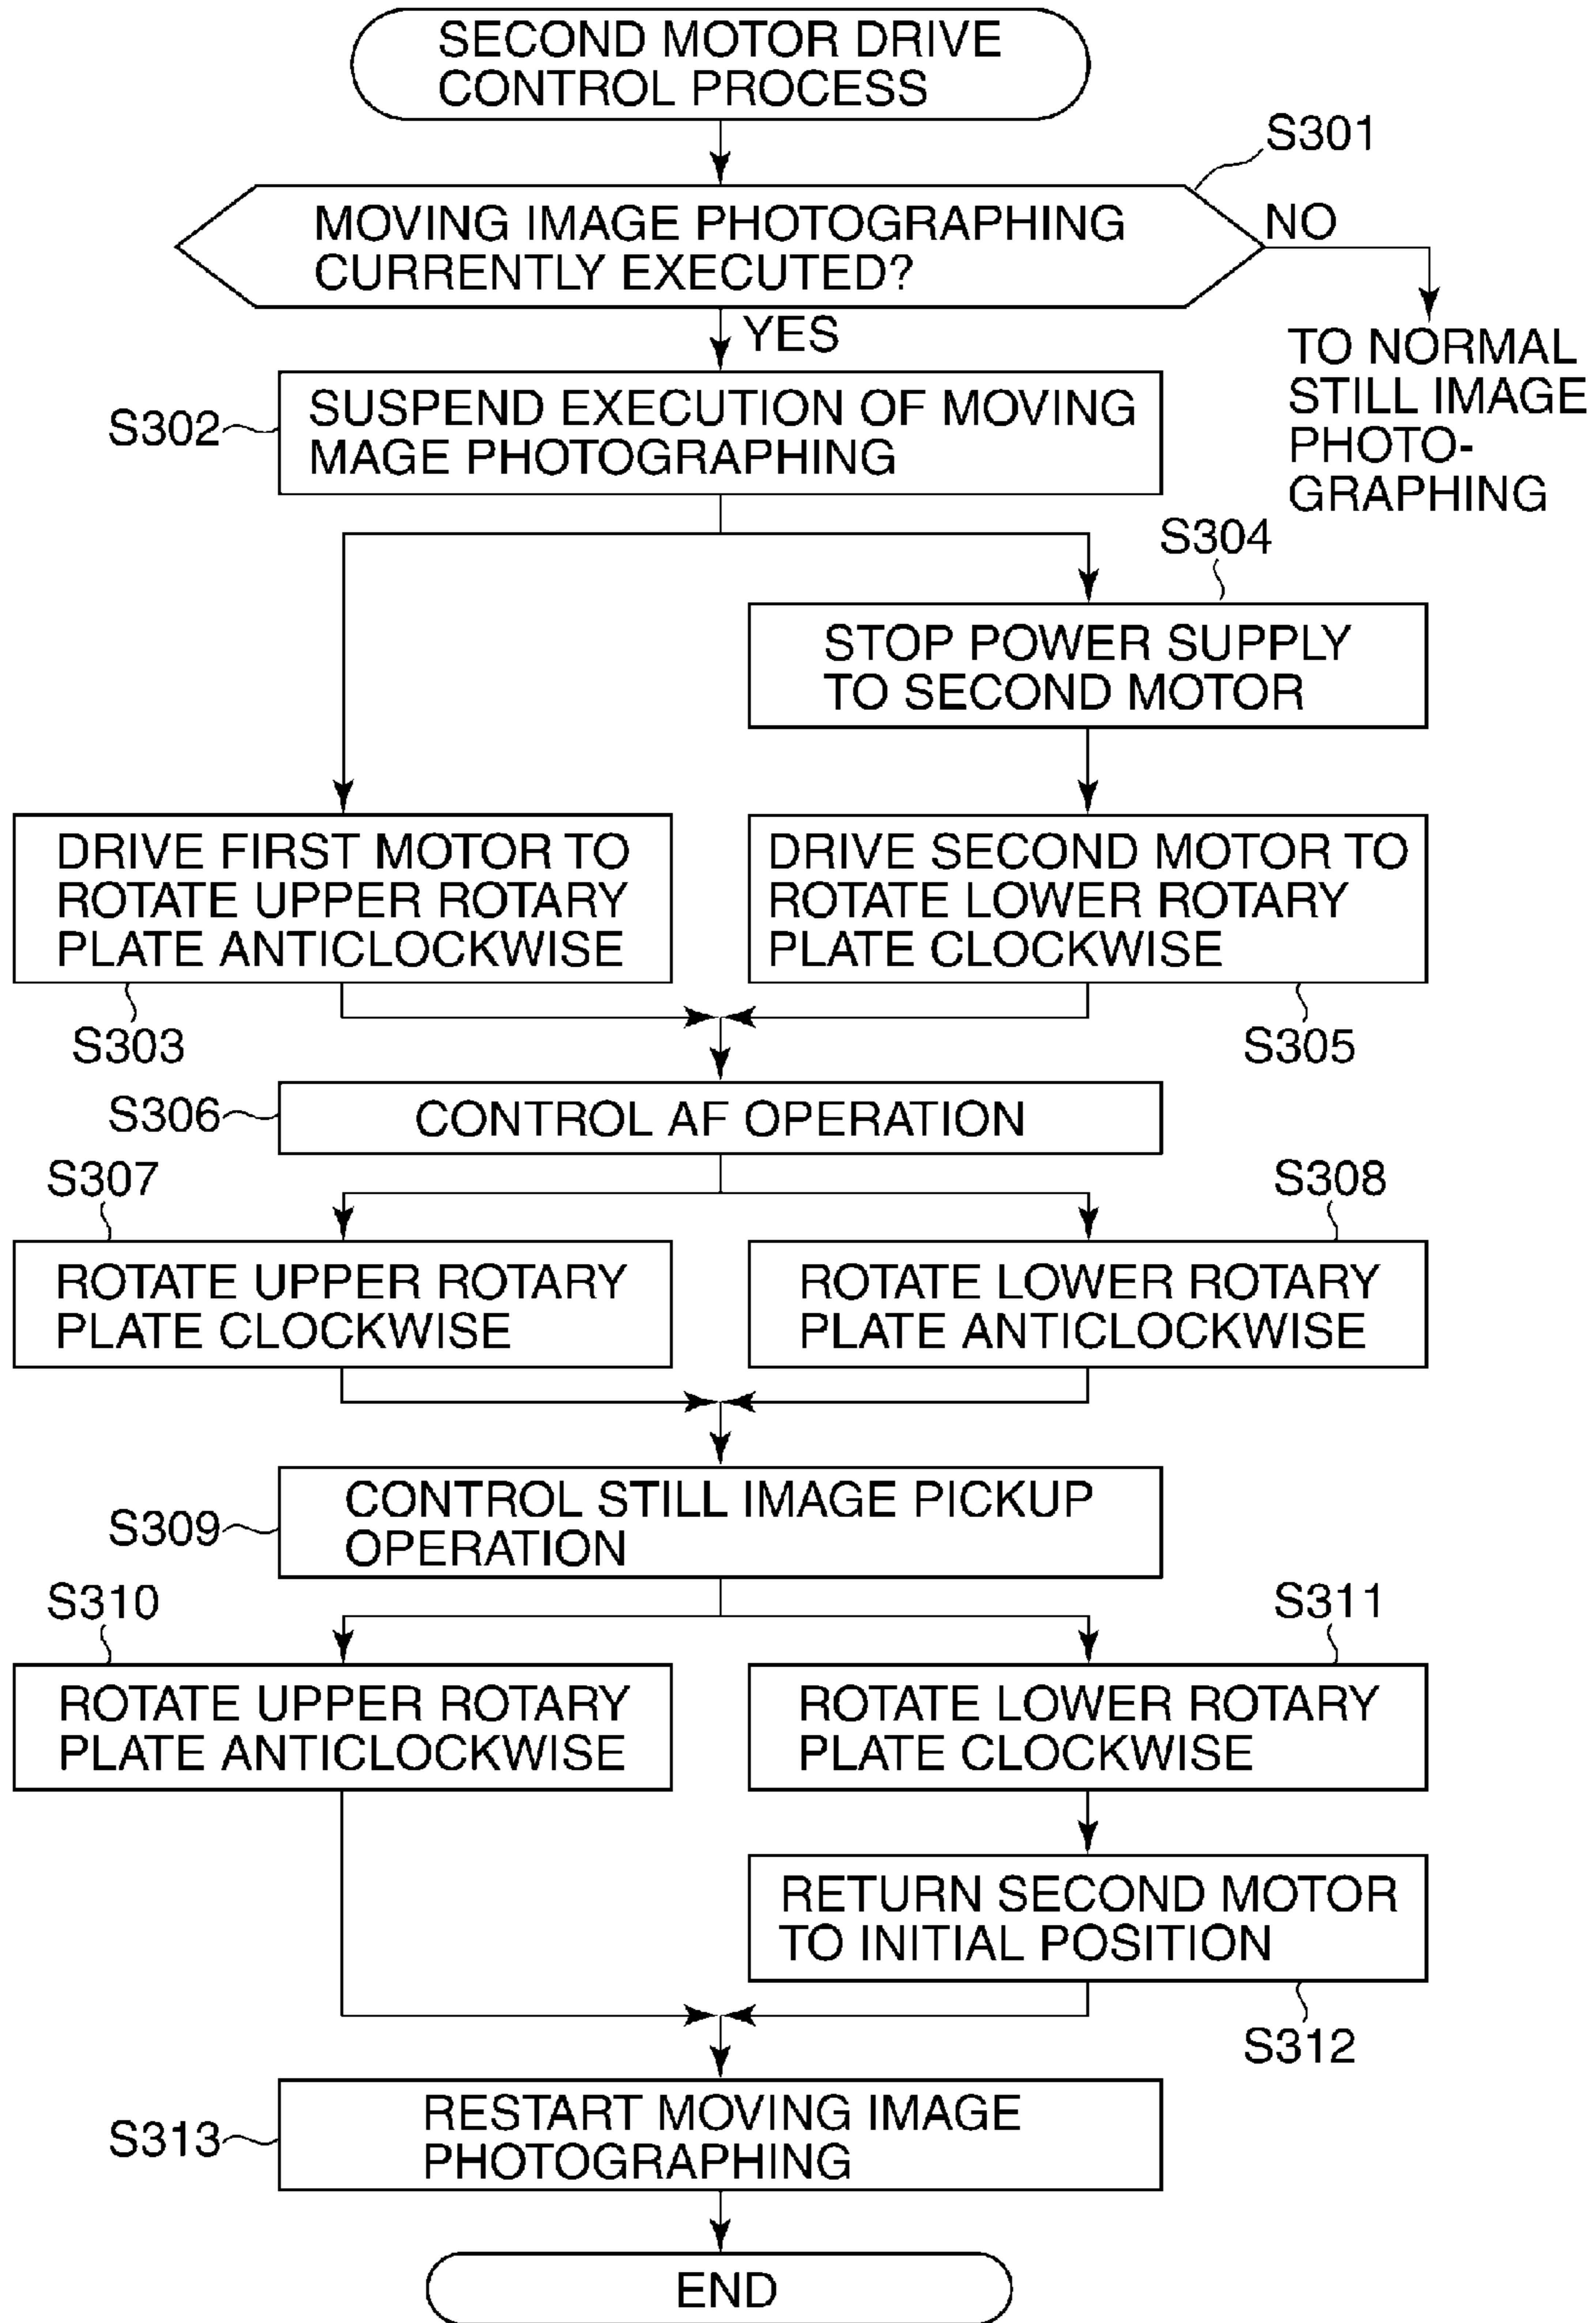 SECOND MOTOR DRIVE
CONTROL PROCESS
S301
MOVING IMAGE PHOTOGRAPHING
CURRENTLY EXECUTED?
NO
YES
TO NORMAL
STILL IMAGE
PHOTO-
GRAPHING
S302
SUSPEND EXECUTION OF MOVING
MAGE PHOTOGRAPHING
S304
STOP POWER SUPPLY
TO SECOND MOTOR
DRIVE FIRST MOTOR TO
ROTATE UPPER ROTARY
PLATE ANTICLOCKWISE
S303
DRIVE SECOND MOTOR TO
ROTATE LOWER ROTARY
PLATE CLOCKWISE
S305
S306
CONTROL AF OPERATION
S307
ROTATE UPPER ROTARY
PLATE CLOCKWISE
S308
ROTATE LOWER ROTARY
PLATE ANTICLOCKWISE
S309
CONTROL STILL IMAGE PICKUP
OPERATION
S310
ROTATE UPPER ROTARY
PLATE ANTICLOCKWISE
S311
ROTATE LOWER ROTARY
PLATE CLOCKWISE
RETURN SECOND MOTOR
TO INITIAL POSITION
S312
S313
RESTART MOVING IMAGE
PHOTOGRAPHING
END